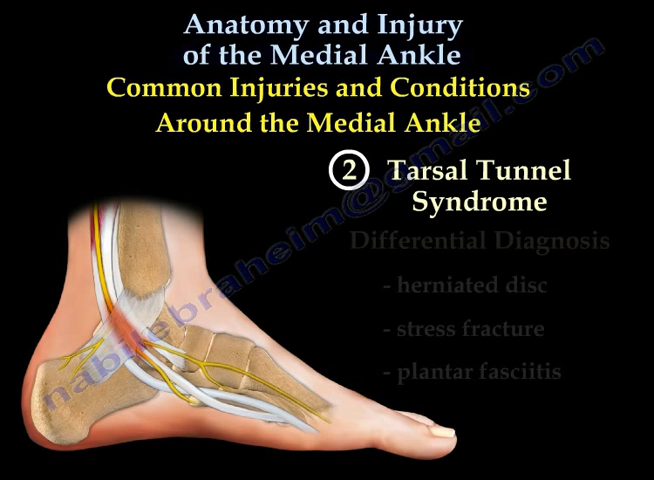 Anatomy and Injury
of the Medial Ankle
Common Injuries and Conditions
Around the Medial Ankle
2 Tarsal Tunnel
Syndrome
Differential Diagnosis
- herniated disc
- stress fracture
- plantar fasciitis
nabilebraheim@gmail.com